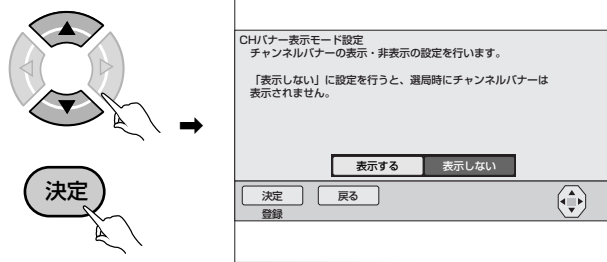 決定
CHバナー表示モード設定
チャンネルバナーの表示・非表示の設定を行います。
「表示しない」に設定を行うと、選局時にチャンネルバナーは
表示されません。
表示する 表示しない
決定 戻る
登録